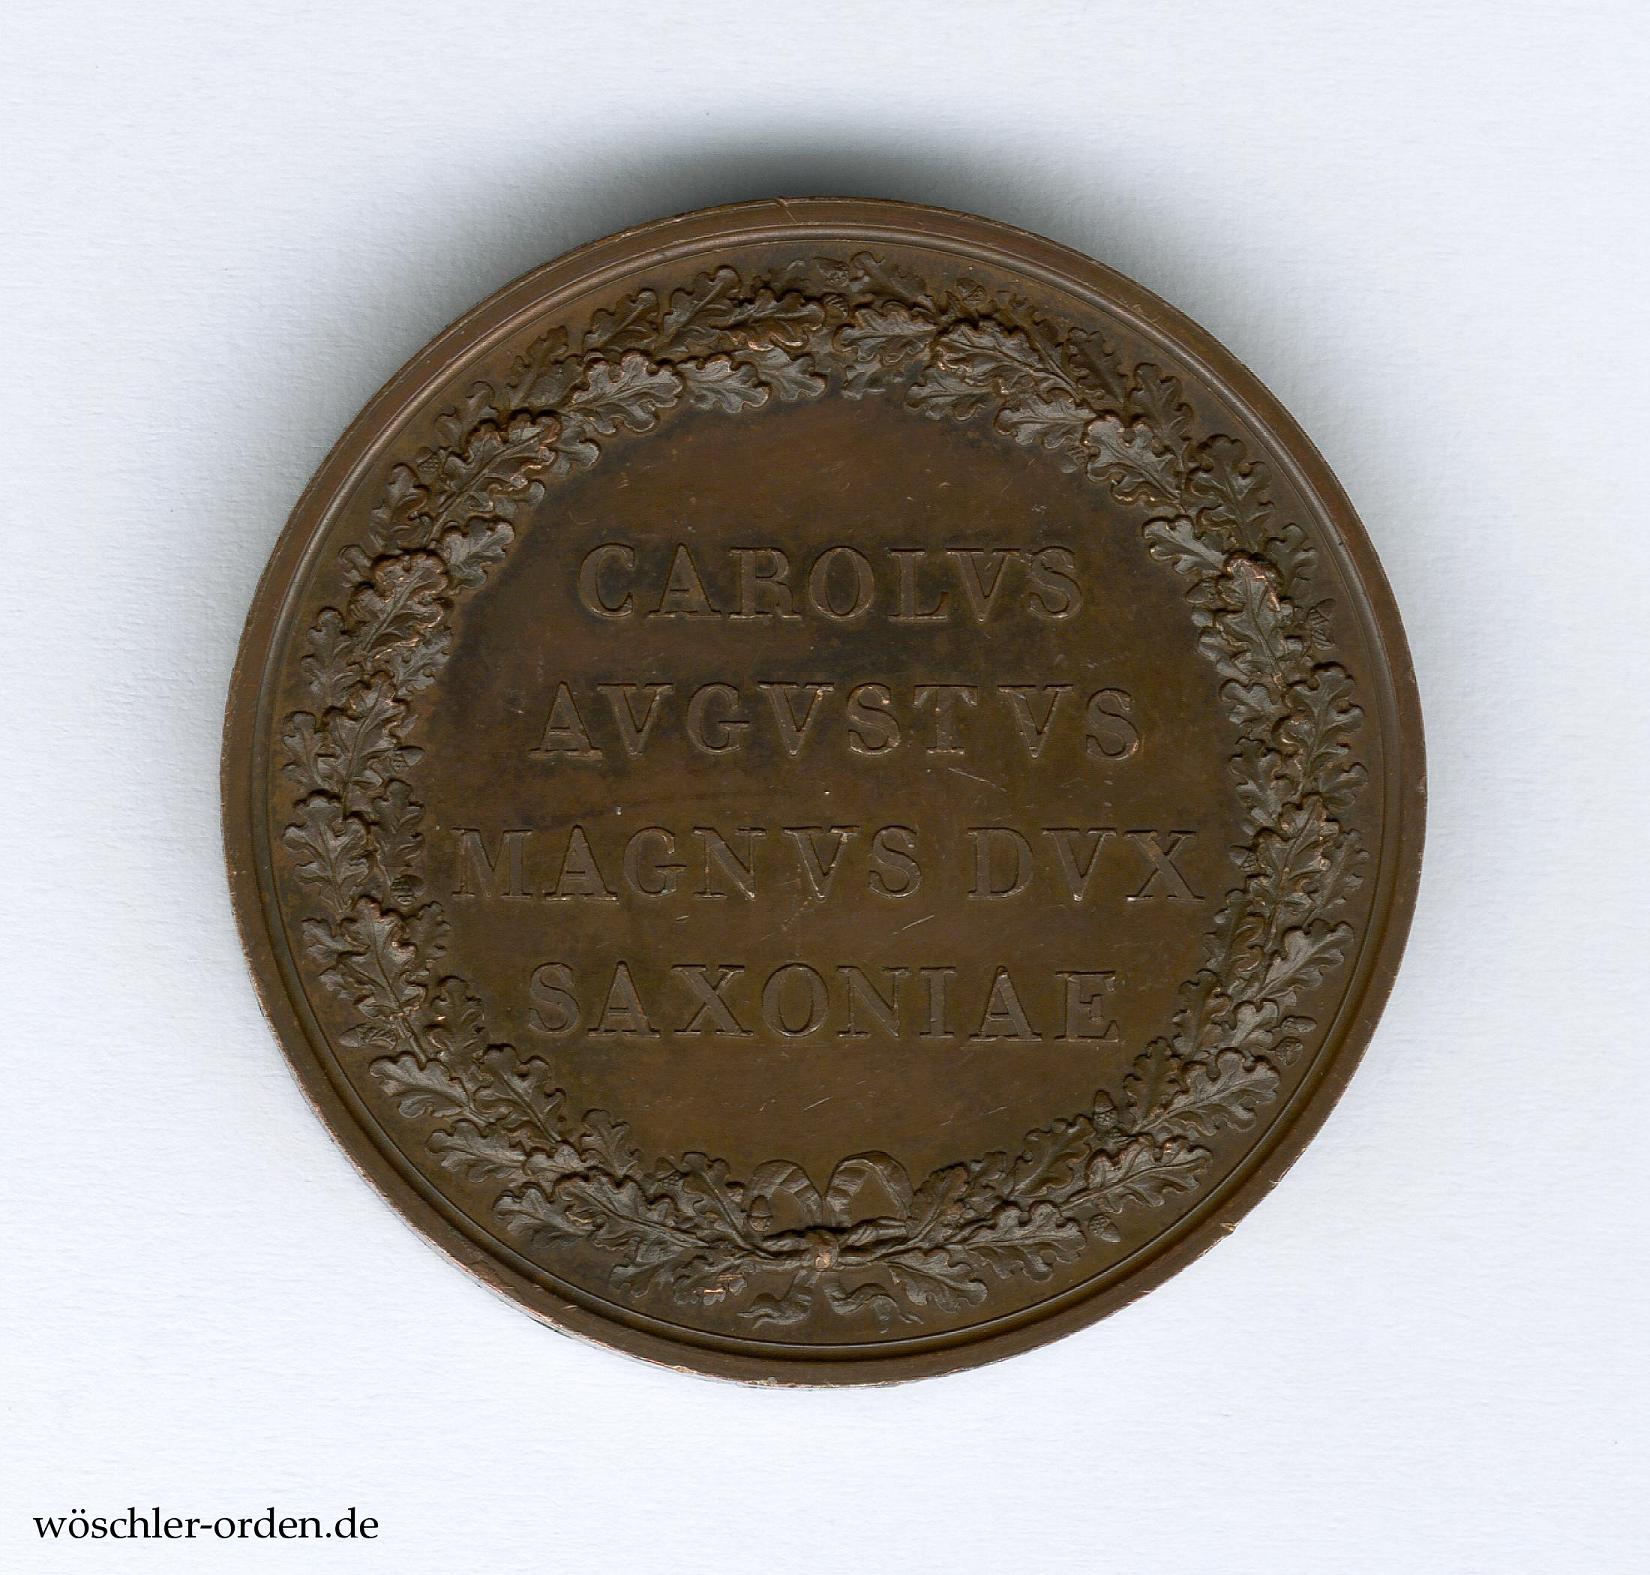 CAROLVS
AVGVSTVS
MAGNVS DVX
SAXONIAE
wöschler-orden.de